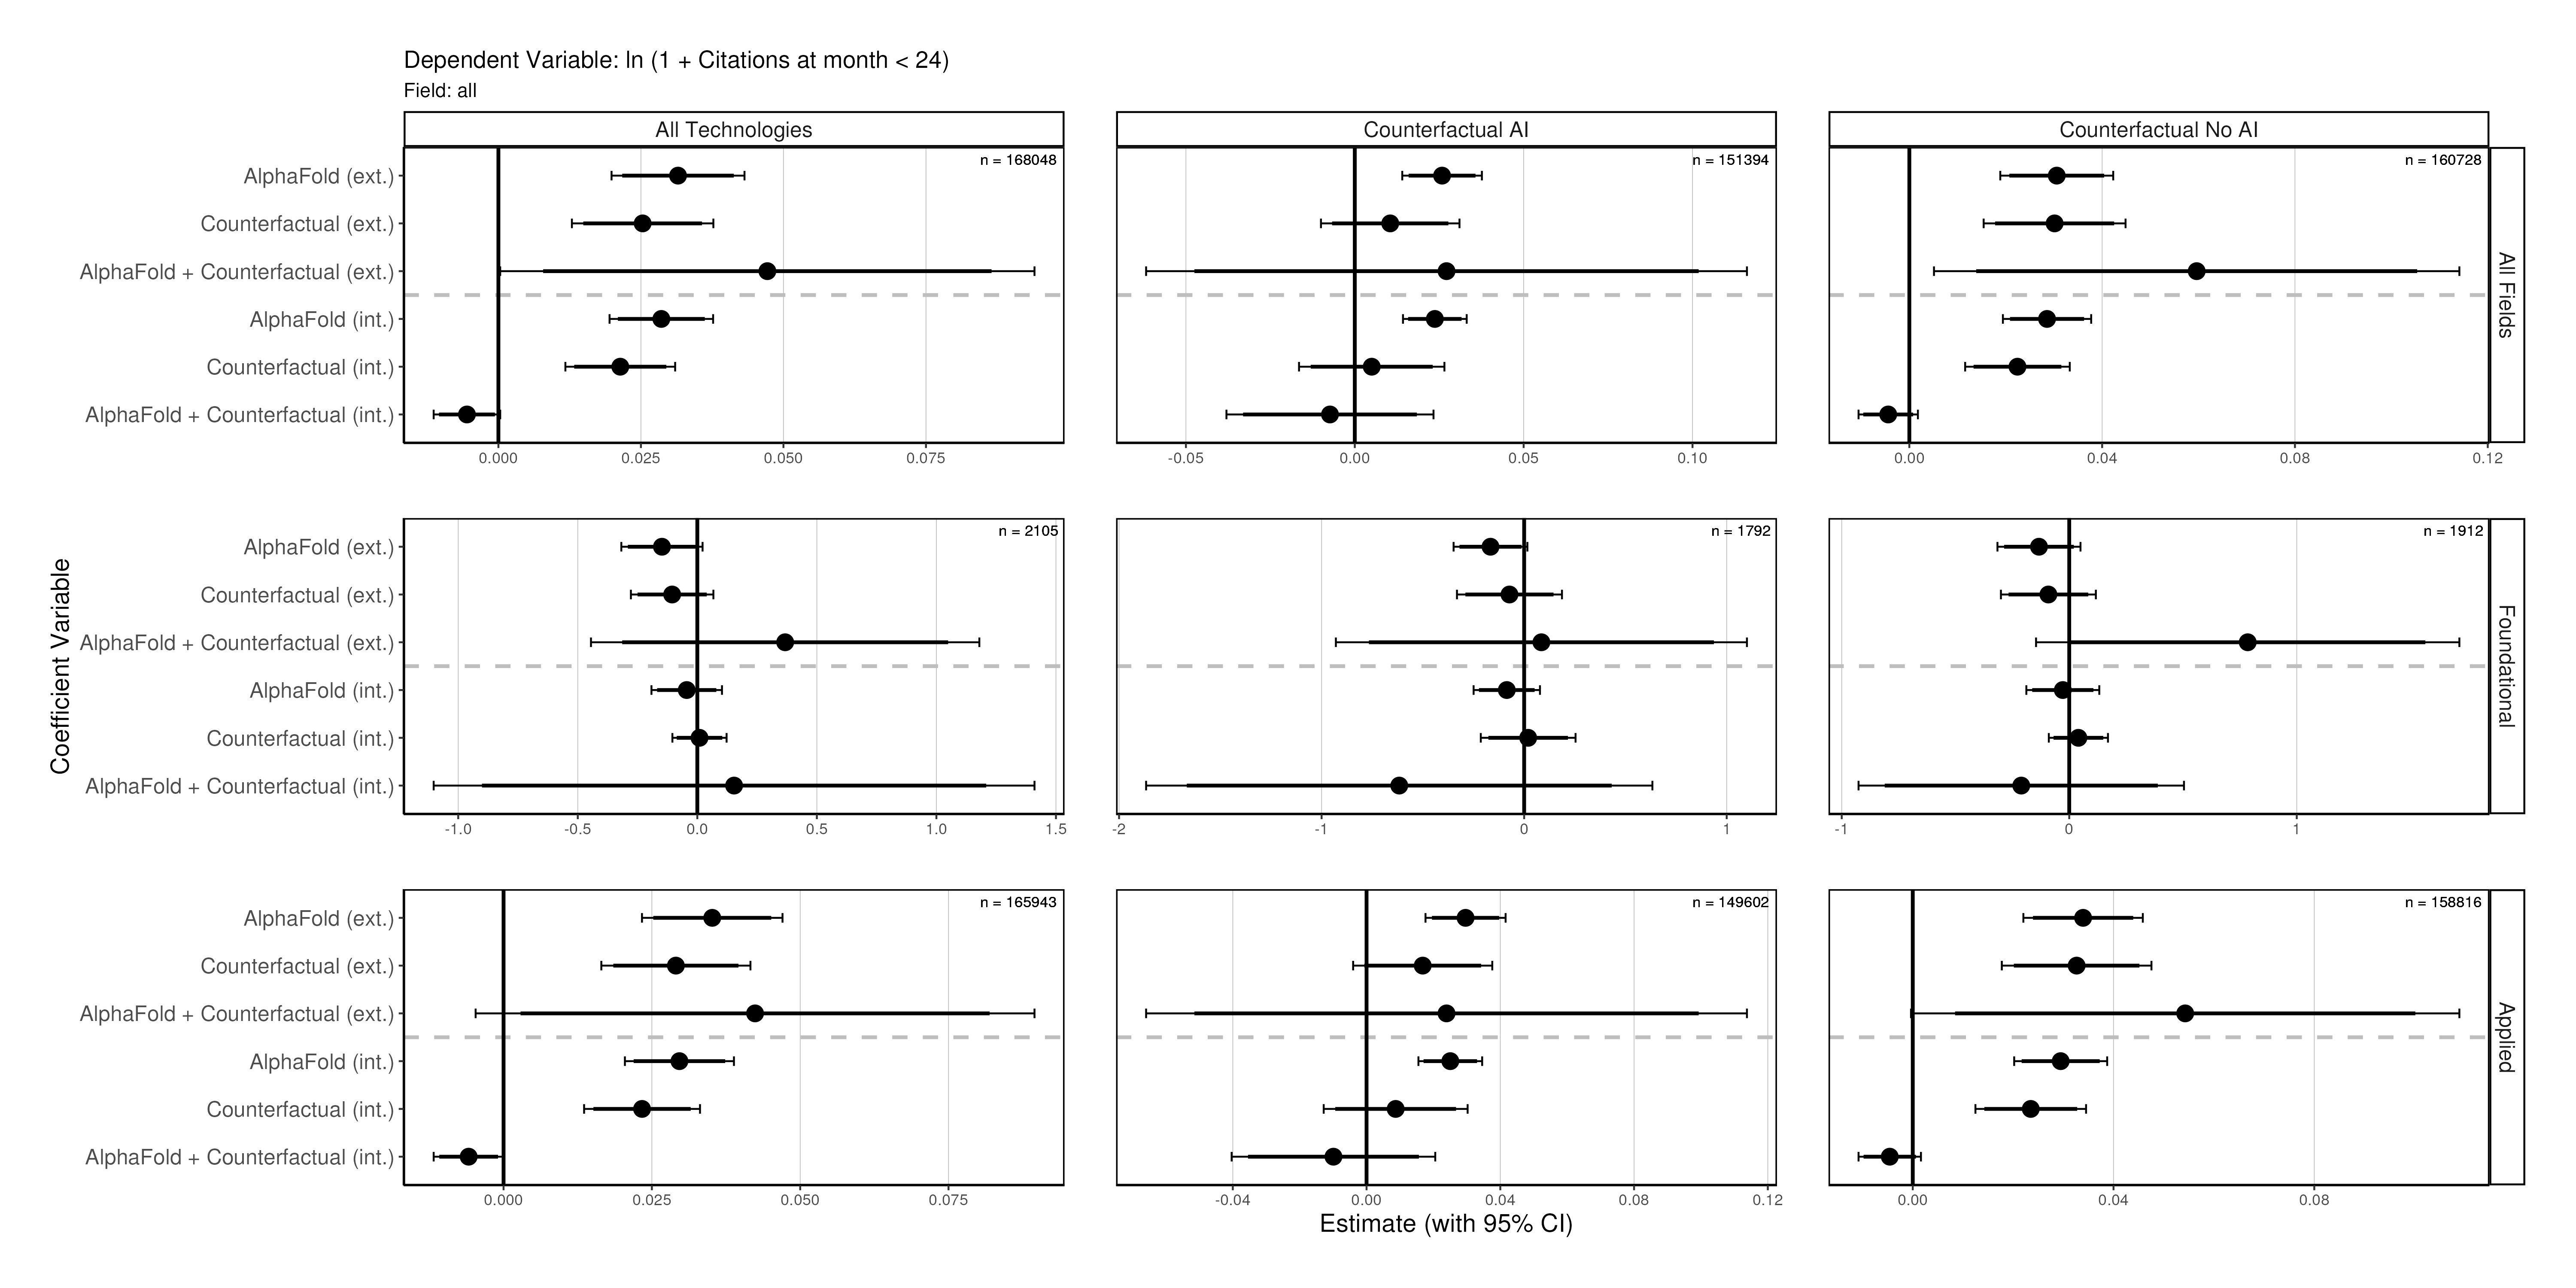 Dependent Variable: ln (1 + Citations at month < 24)
Field: all
All Technologies
Counterfactual AI
Counterfactual No AI
AlphaFold (ext.)
Counterfactual (ext.)
AlphaFold + Counterfactual (ext.)
AlphaFold (int.)
Counterfactual (int.)
AlphaFold + Counterfactual (int.)
n = 168048
0.000 0.025 0.050 0.075
n = 151394
-0.05 0.00 0.05 0.10
n = 160728
0.00 0.04 0.08 0.12
All Fields
Coefficient Variable
AlphaFold (ext.)
Counterfactual (ext.)
AlphaFold + Counterfactual (ext.)
AlphaFold (int.)
Counterfactual (int.)
AlphaFold + Counterfactual (int.)
n = 2105
-1.0 -0.5 0.0 0.5 1.0 1.5
n = 1792
-2 -1 0 1
n = 1912
-1 0 1
Foundational
AlphaFold (ext.)
Counterfactual (ext.)
AlphaFold + Counterfactual (ext.)
AlphaFold (int.)
Counterfactual (int.)
AlphaFold + Counterfactual (int.)
n = 165943
0.000 0.025 0.050 0.075
n = 149602
-0.04 0.00 0.04 0.08 0.12
n = 158816
0.00 0.04 0.08
Applied
Estimate (with 95% CI)